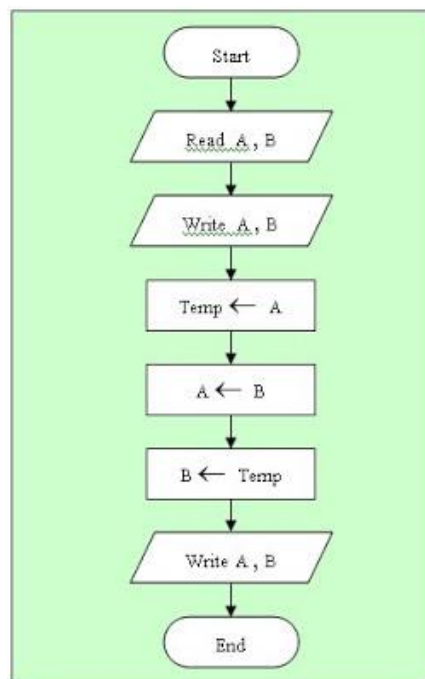 Start
Read A , B
Write A , B
Temp ← A
A ← B
B ← Temp
Write A , B
End